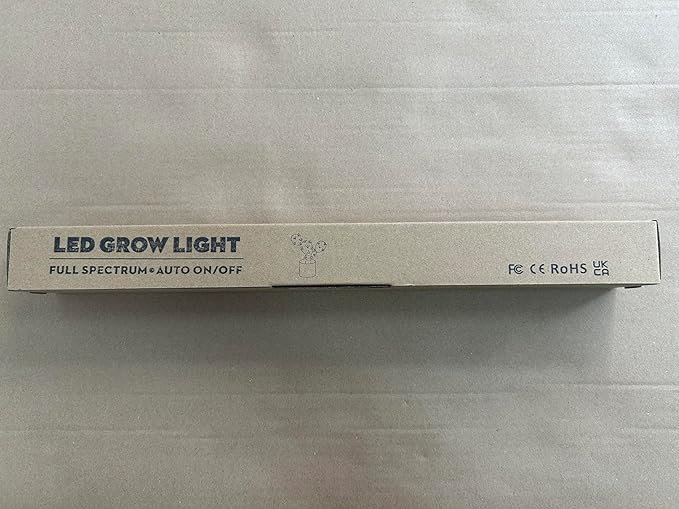 LED GROW LIGHT
FULL SPECTRUM•AUTO ON/OFF
FC CE RoHS UK
CA